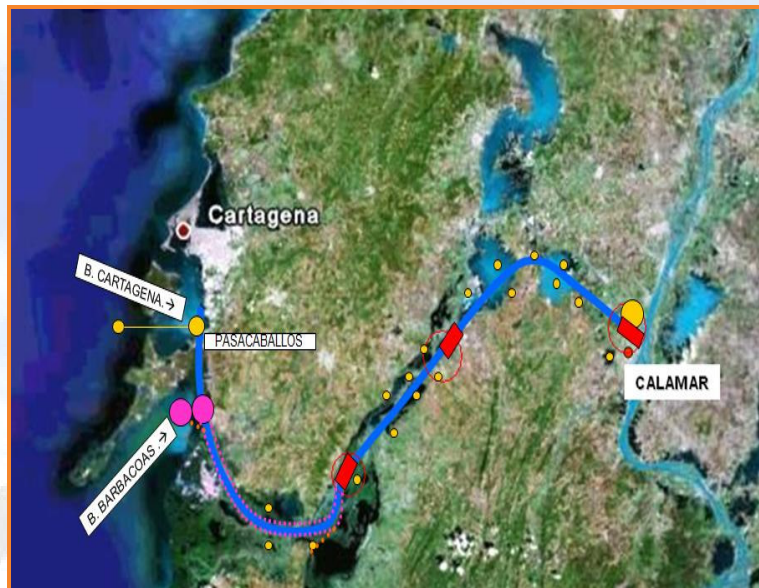 Cartagena
B. CARTAGENA.→
PASACABALLOS
CALAMAR
B. BARBACOAS .→